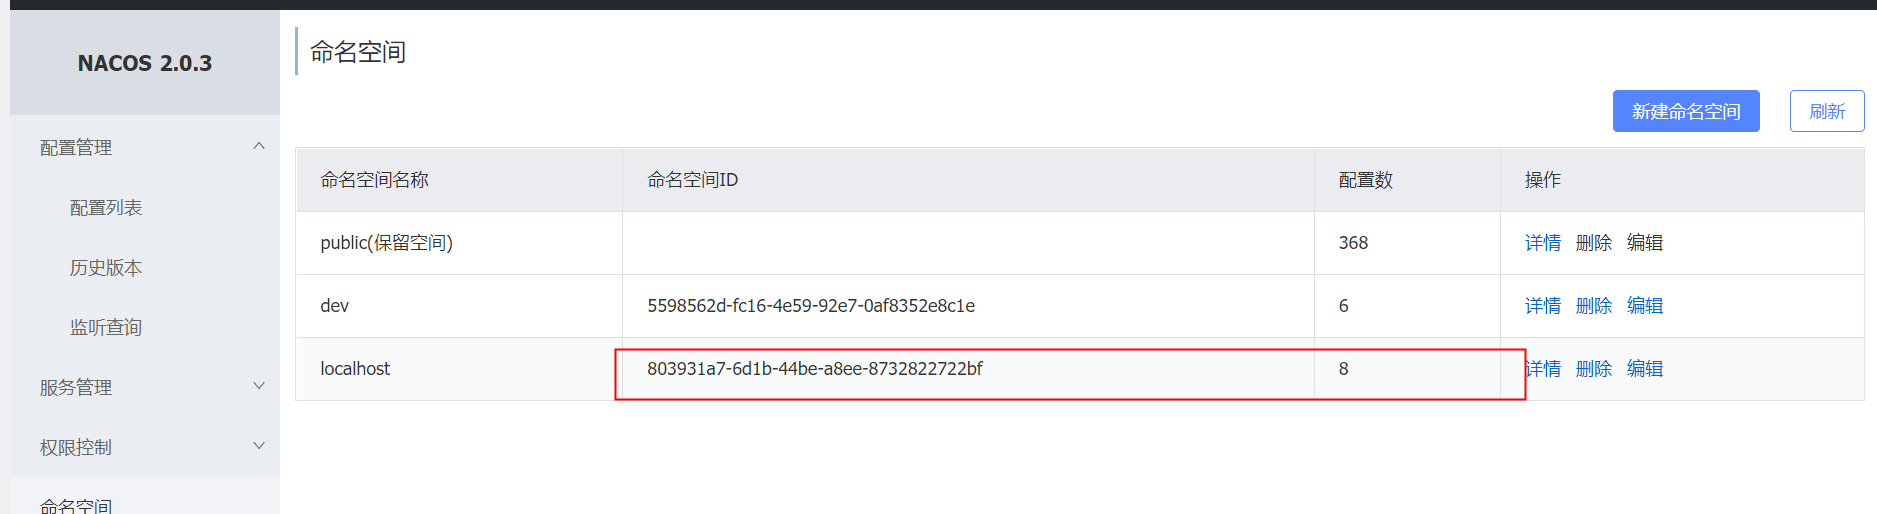 NACOS 2.0.3
配置管理
配置列表
历史版本
监听查询
服务管理
权限控制
命名空间
命名空间
新建命名空间 刷新
命名空间名称 命名空间ID 配置数 操作
public(保留空间) 368 详情 删除 编辑
dev 5598562d-fc16-4e59-92e7-0af8352e8c1e 6 详情 删除 编辑
localhost 803931a7-6d1b-44be-a8ee-8732822722bf 8 详情 删除 编辑